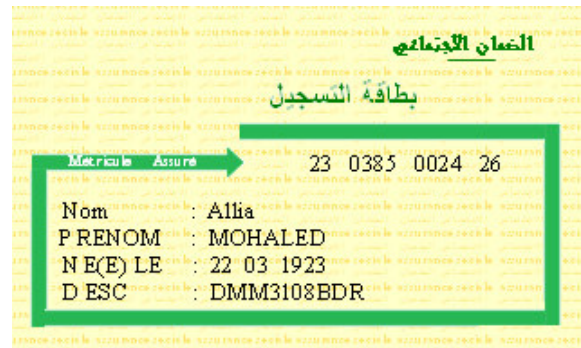 الضمان الاجتماعي
بطاقة التسجيل
Metricule Assuré 23 0385 0024 26
Nom : Allia
PRENOM : MOHALED
NE(E) LE : 22 03 1923
DESC : DMM3108BDR